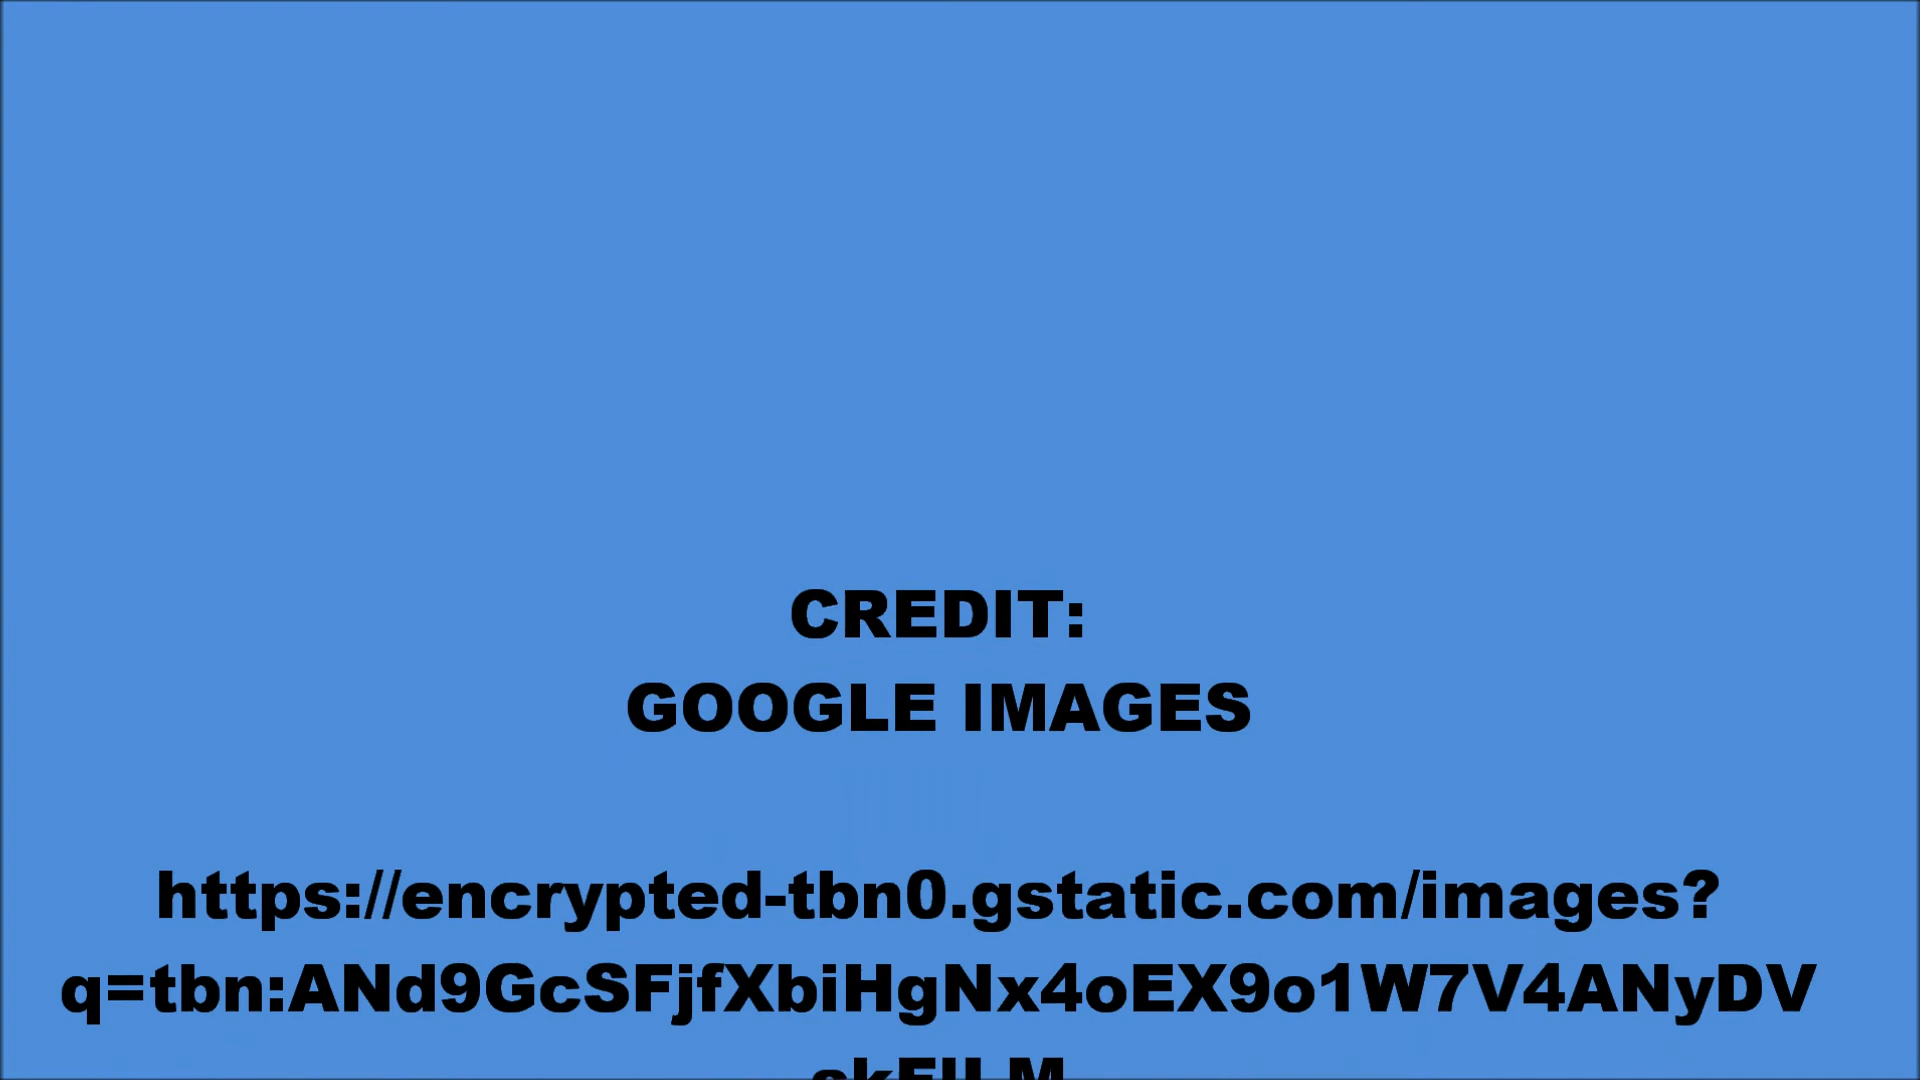 CREDIT:
GOOGLE IMAGES
https://encrypted-tbn0.gstatic.com/images?
q=tbn:ANd9GcSFjfXbiHgNx4oEX9o1W7V4ANyDV